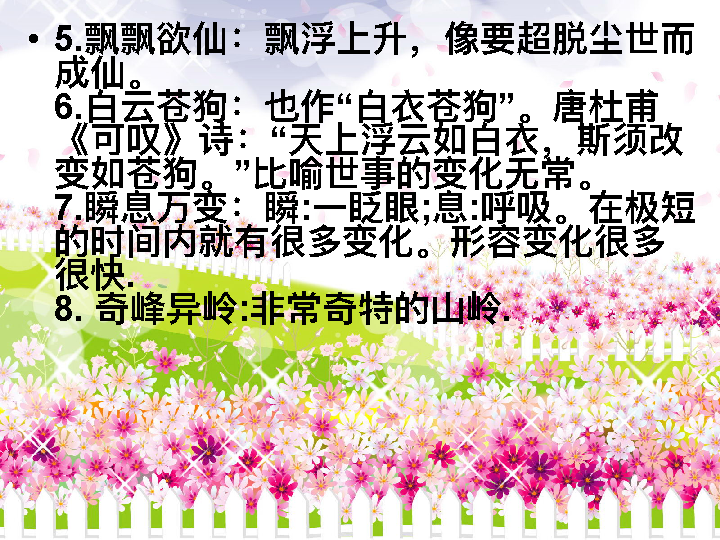 • 5.飘飘欲仙：飘浮上升，像要超脱尘世而
成仙。
6.白云苍狗：也作“白衣苍狗”。唐杜甫
《可叹》诗：“天上浮云如白衣，斯须改
变如苍狗。”比喻世事的变化无常。
7.瞬息万变：瞬:一眨眼;息:呼吸。在极短
的时间内就有很多变化。形容变化很多
很快.
8. 奇峰异岭:非常奇特的山岭.